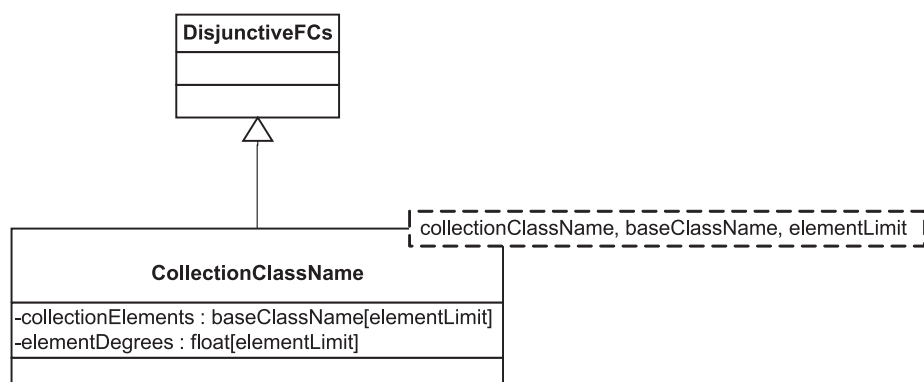 DisjunctiveFCs
collectionClassName, baseClassName, elementLimit
CollectionClassName
-collectionElements : baseClassName[elementLimit]
-elementDegrees : float[elementLimit]